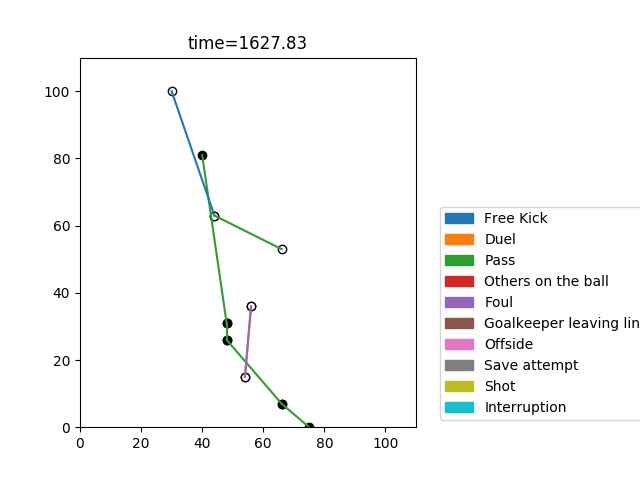 time=1627.83
100
80
60
40
20
0
0 20 40 60 80 100
Free Kick
Duel
Pass
Others on the ball
Foul
Goalkeeper leaving lin
Offside
Save attempt
Shot
Interruption